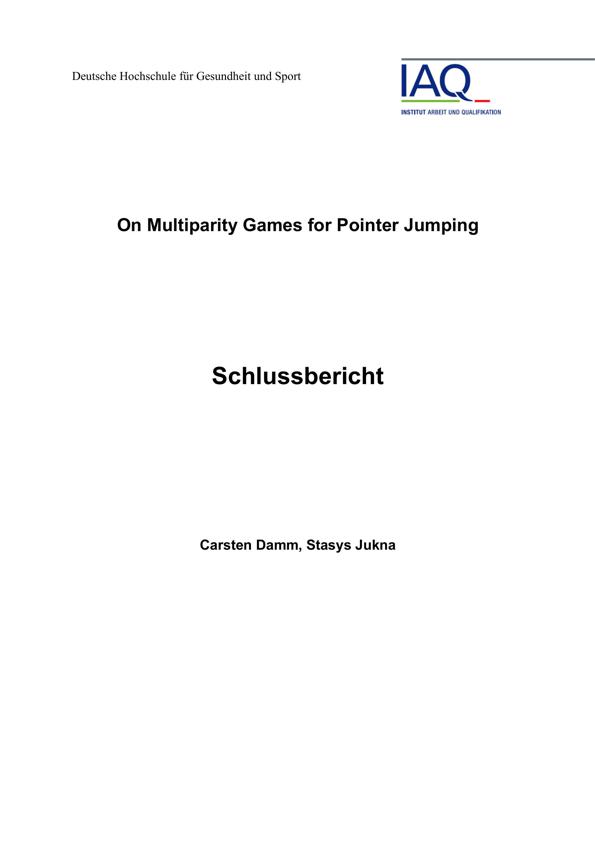 Deutsche Hochschule für Gesundheit und Sport
IAQ
INSTITUT ARBEIT UND QUALIFIKATION
On Multiparity Games for Pointer Jumping
Schlussbericht
Carsten Damm, Stasys Jukna